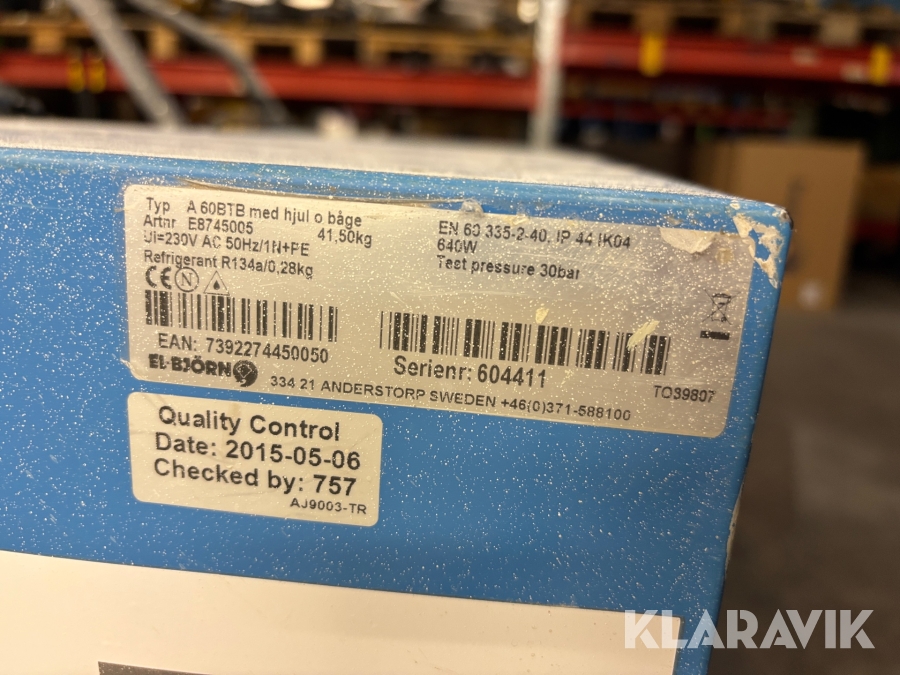 Typ A 60BTB med hjul o båge
Artnr E8745005 41,50kg
UI=230V AC 50Hz/1N+PE
Refrigerant R134a/0,28kg
EN 60 335-2-40, IP 44 IK04
640W
Test pressure 30bar
CE N
EAN: 7392274450050
Serienr: 604411
TO39807
EL-BJÖRN
334 21 ANDERSTORP SWEDEN +46(0)371-588100
Quality Control
Date: 2015-05-06
Checked by: 757
AJ9003-TR
KLARAVIK